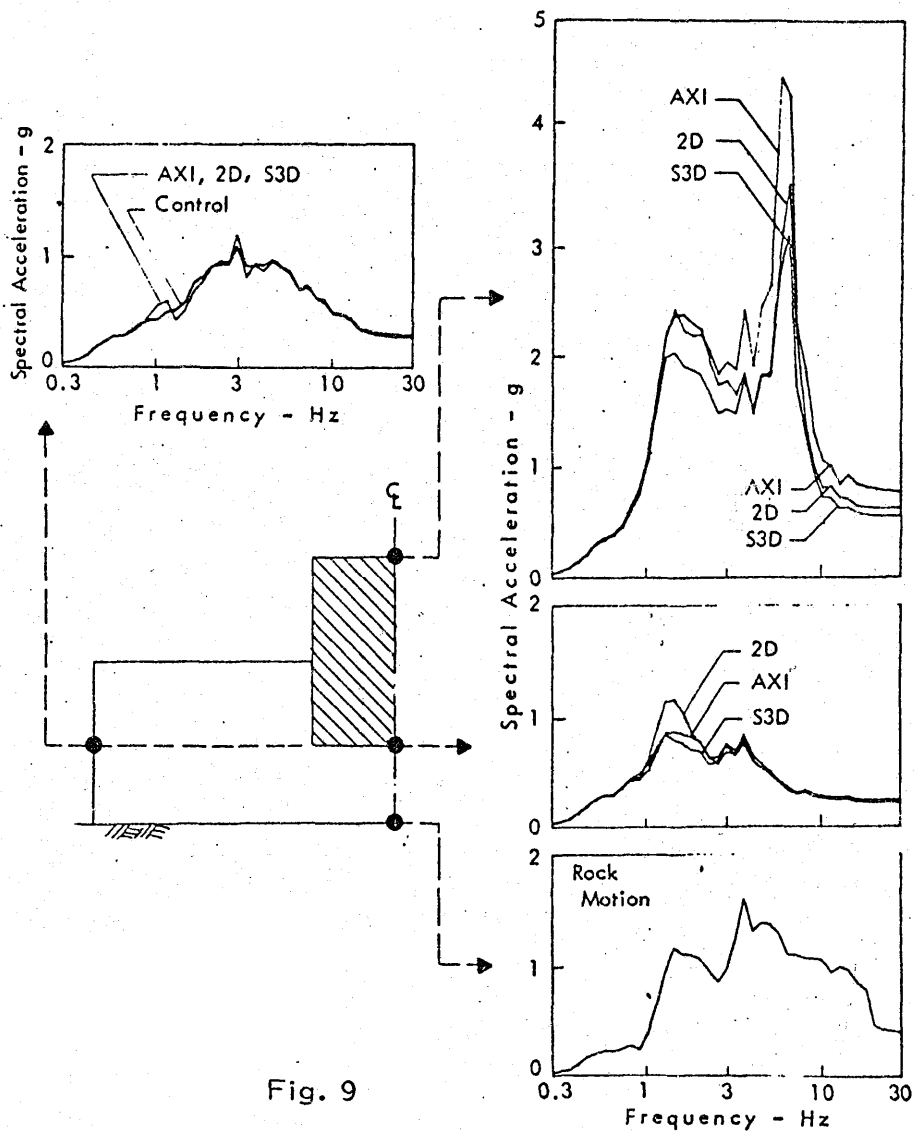 Spectral Acceleration - g
2
1
0
AXI, 2D, S3D
Control
0.3
1
3
10
30
Frequency - Hz
℄
5
4
3
2
1
0
AXI
2D
S3D
AXI
2D
S3D
Spectral Acceleration - g
2
1
0
2D
AXI
S3D
2
1
0
Rock
Motion
0.3
1
3
10
30
Frequency - Hz
Fig. 9